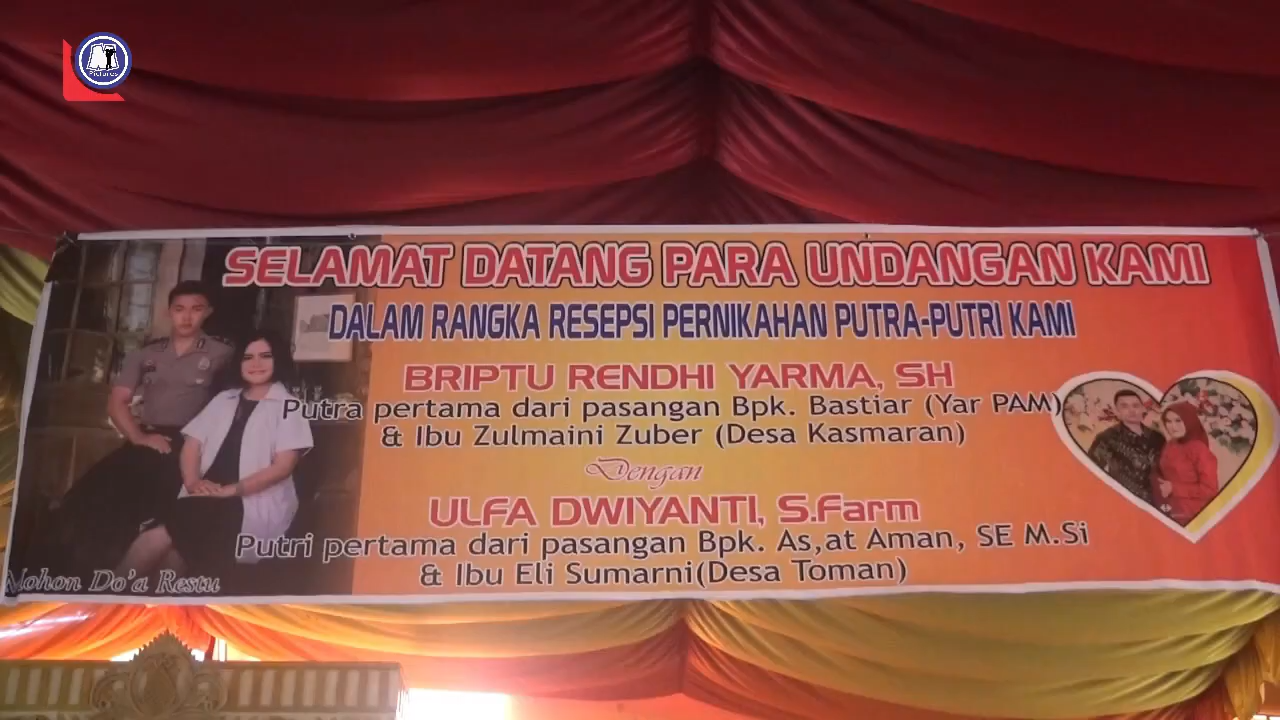 Pictures
SELAMAT DATANG PARA UNDANGAN KAMI
DALAM RANGKA RESEPSI PERNIKAHAN PUTRA-PUTRI KAMI
BRIPTU RENDHI YARMA, SH
Putra pertama dari pasangan Bpk. Bastiar (Yar PAM)
& Ibu Zulmaini Zuber (Desa Kasmaran)
Dengan
ULFA DWIYANTI, S.Farm
Putri pertama dari pasangan Bpk. As,at Aman, SE M.Si
& Ibu Eli Sumarni(Desa Toman)
Mohon Do'a Restu